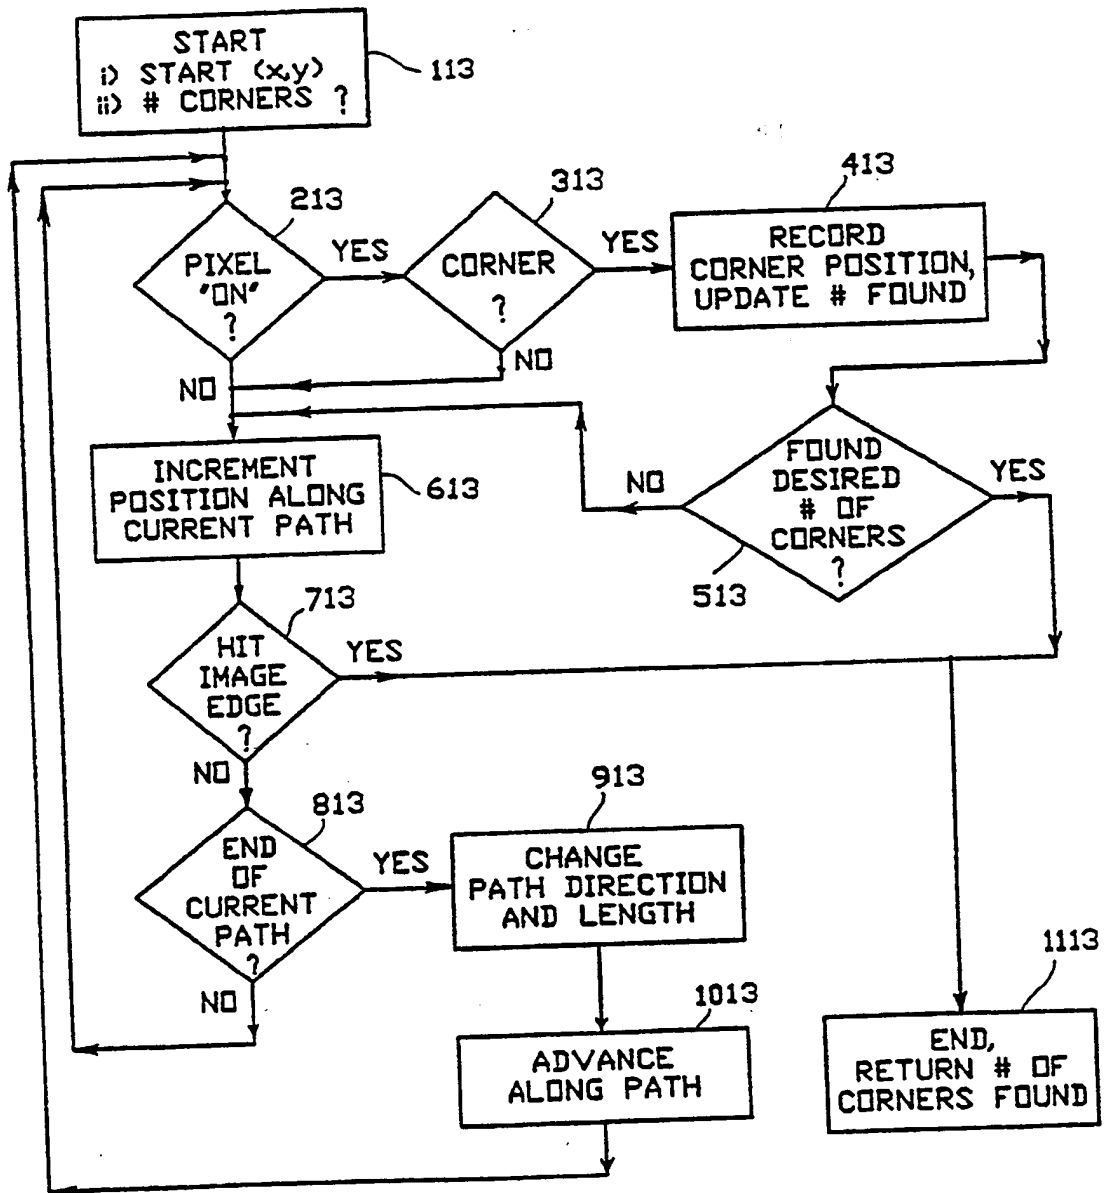 START
i) START (x,y)
ii) # CORNERS ?
113
213
PIXEL
"ON"
?
YES
NO
313
CORNER
?
YES
NO
413
RECORD
CORNER POSITION,
UPDATE # FOUND
FOUND
DESIRED
# OF
CORNERS
?
NO
YES
513
INCREMENT
POSITION ALONG
CURRENT PATH
613
713
HIT
IMAGE
EDGE
?
YES
NO
813
END
OF
CURRENT
PATH
?
YES
NO
913
CHANGE
PATH DIRECTION
AND LENGTH
1013
ADVANCE
ALONG PATH
1113
END,
RETURN # OF
CORNERS FOUND